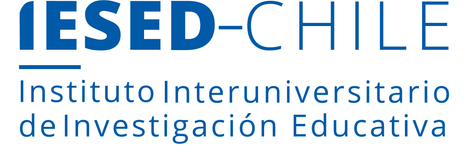 IESED-CHILE
Instituto Interuniversitario
de Investigación Educativa